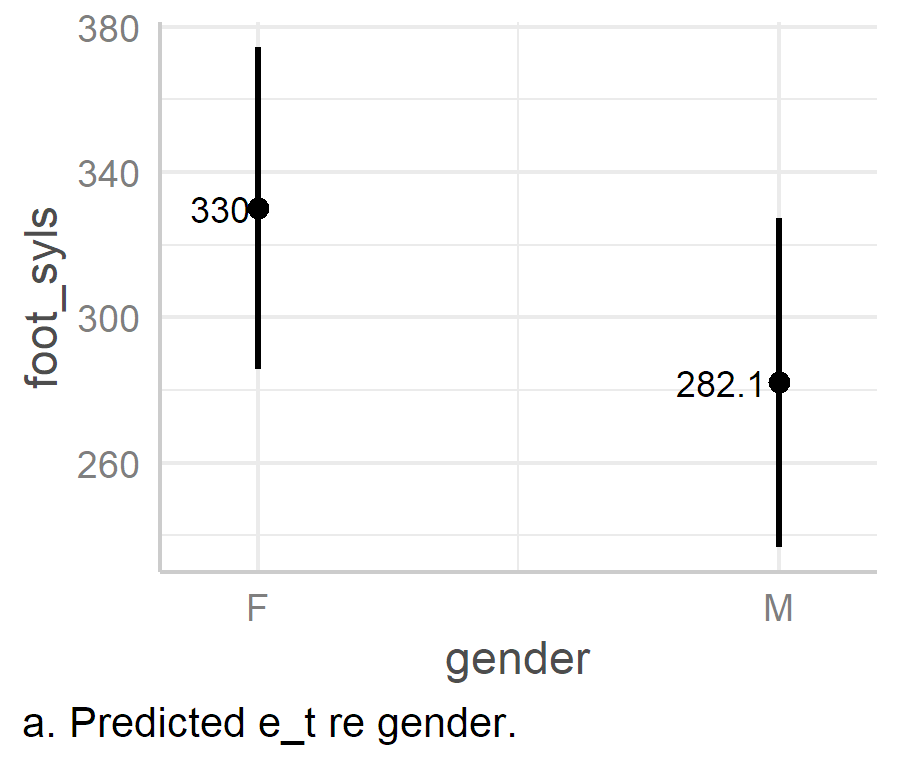 380
340
300
260
foot_syls
330
282.1
F
M
gender
a. Predicted e_t re gender.